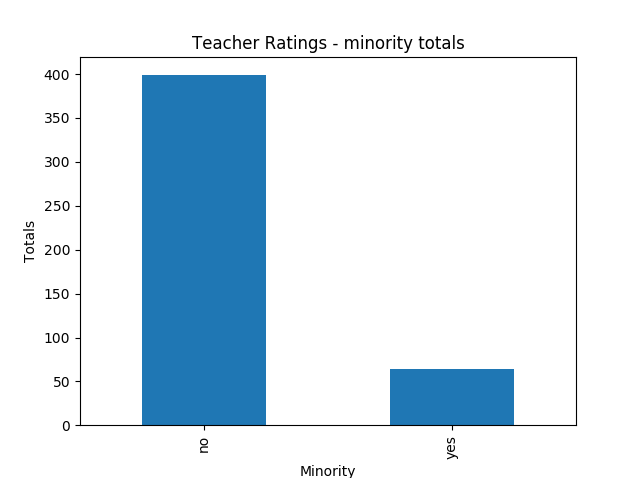 Teacher Ratings - minority totals
400
350
300
250
200
150
100
50
0
Totals
no
yes
Minority